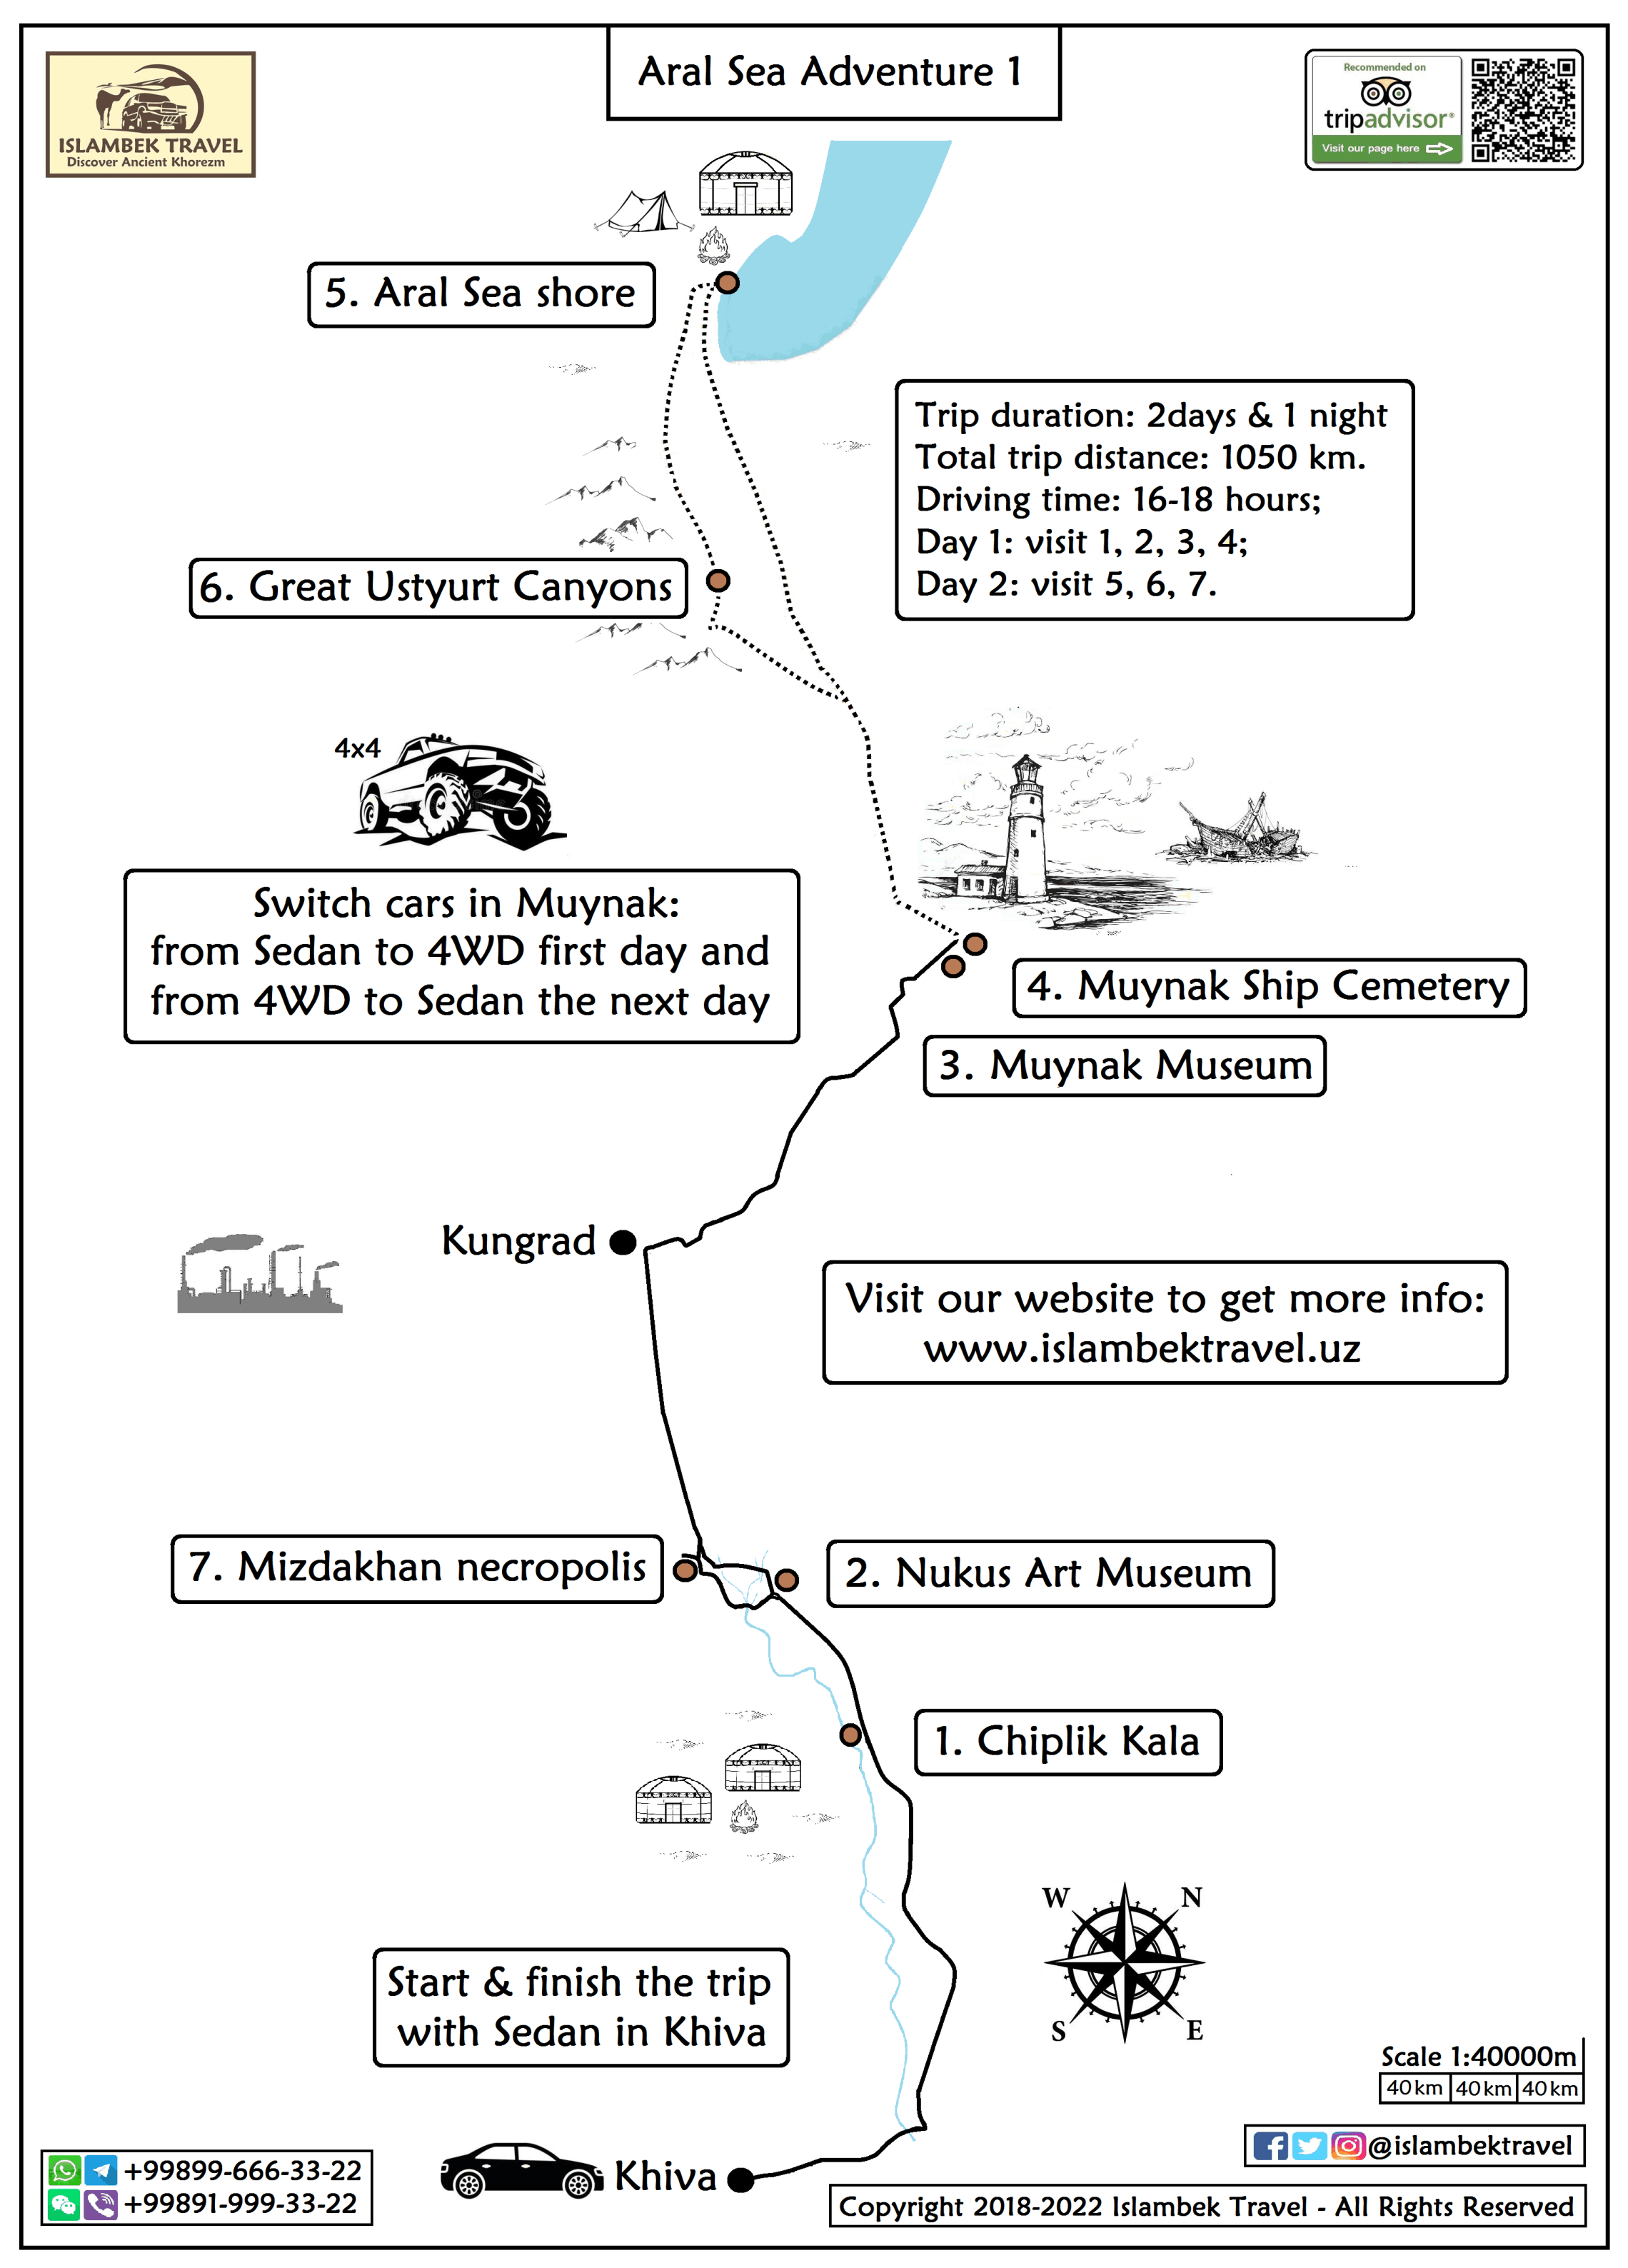 Aral Sea Adventure 1
ISLAMBEK TRAVEL
Discover Ancient Khorezm
Recommended on
tripadvisor®
Visit our page here
5. Aral Sea shore
Trip duration: 2days & 1 night
Total trip distance: 1050 km.
Driving time: 16-18 hours;
Day 1: visit 1, 2, 3, 4;
Day 2: visit 5, 6, 7.
6. Great Ustyurt Canyons
4x4
Switch cars in Muynak:
from Sedan to 4WD first day and
from 4WD to Sedan the next day
4. Muynak Ship Cemetery
3. Muynak Museum
Kungrad
Visit our website to get more info:
www.islambektravel.uz
7. Mizdakhan necropolis
2. Nukus Art Museum
1. Chiplik Kala
W N
S E
Start & finish the trip
with Sedan in Khiva
Scale 1:40000m
40 km 40 km 40 km
@islambektravel
Khiva
+99899-666-33-22
+99891-999-33-22
Copyright 2018-2022 Islambek Travel - All Rights Reserved